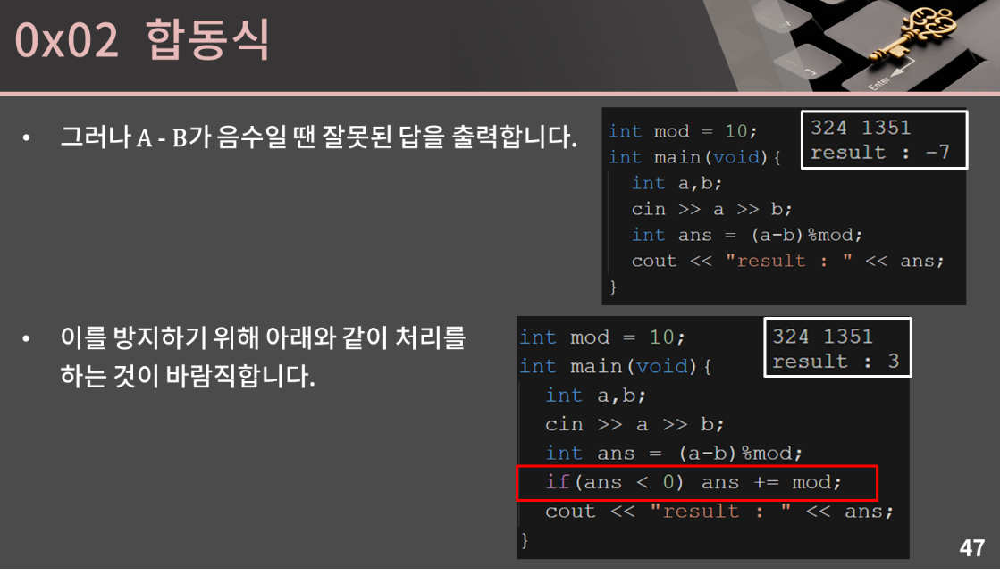 0x02 합동식
• 그러나 A - B가 음수일 땐 잘못된 답을 출력합니다.
int mod = 10;
int main(void){
int a,b;
cin >> a >> b;
int ans = (a-b)%mod;
cout << "result : " << ans;
}
324 1351
result : -7
• 이를 방지하기 위해 아래와 같이 처리를
하는 것이 바람직합니다.
int mod = 10;
int main(void){
int a,b;
cin >> a >> b;
int ans = (a-b)%mod;
if(ans < 0) ans += mod;
cout << "result : " << ans;
}
324 1351
result : 3
Enter
47